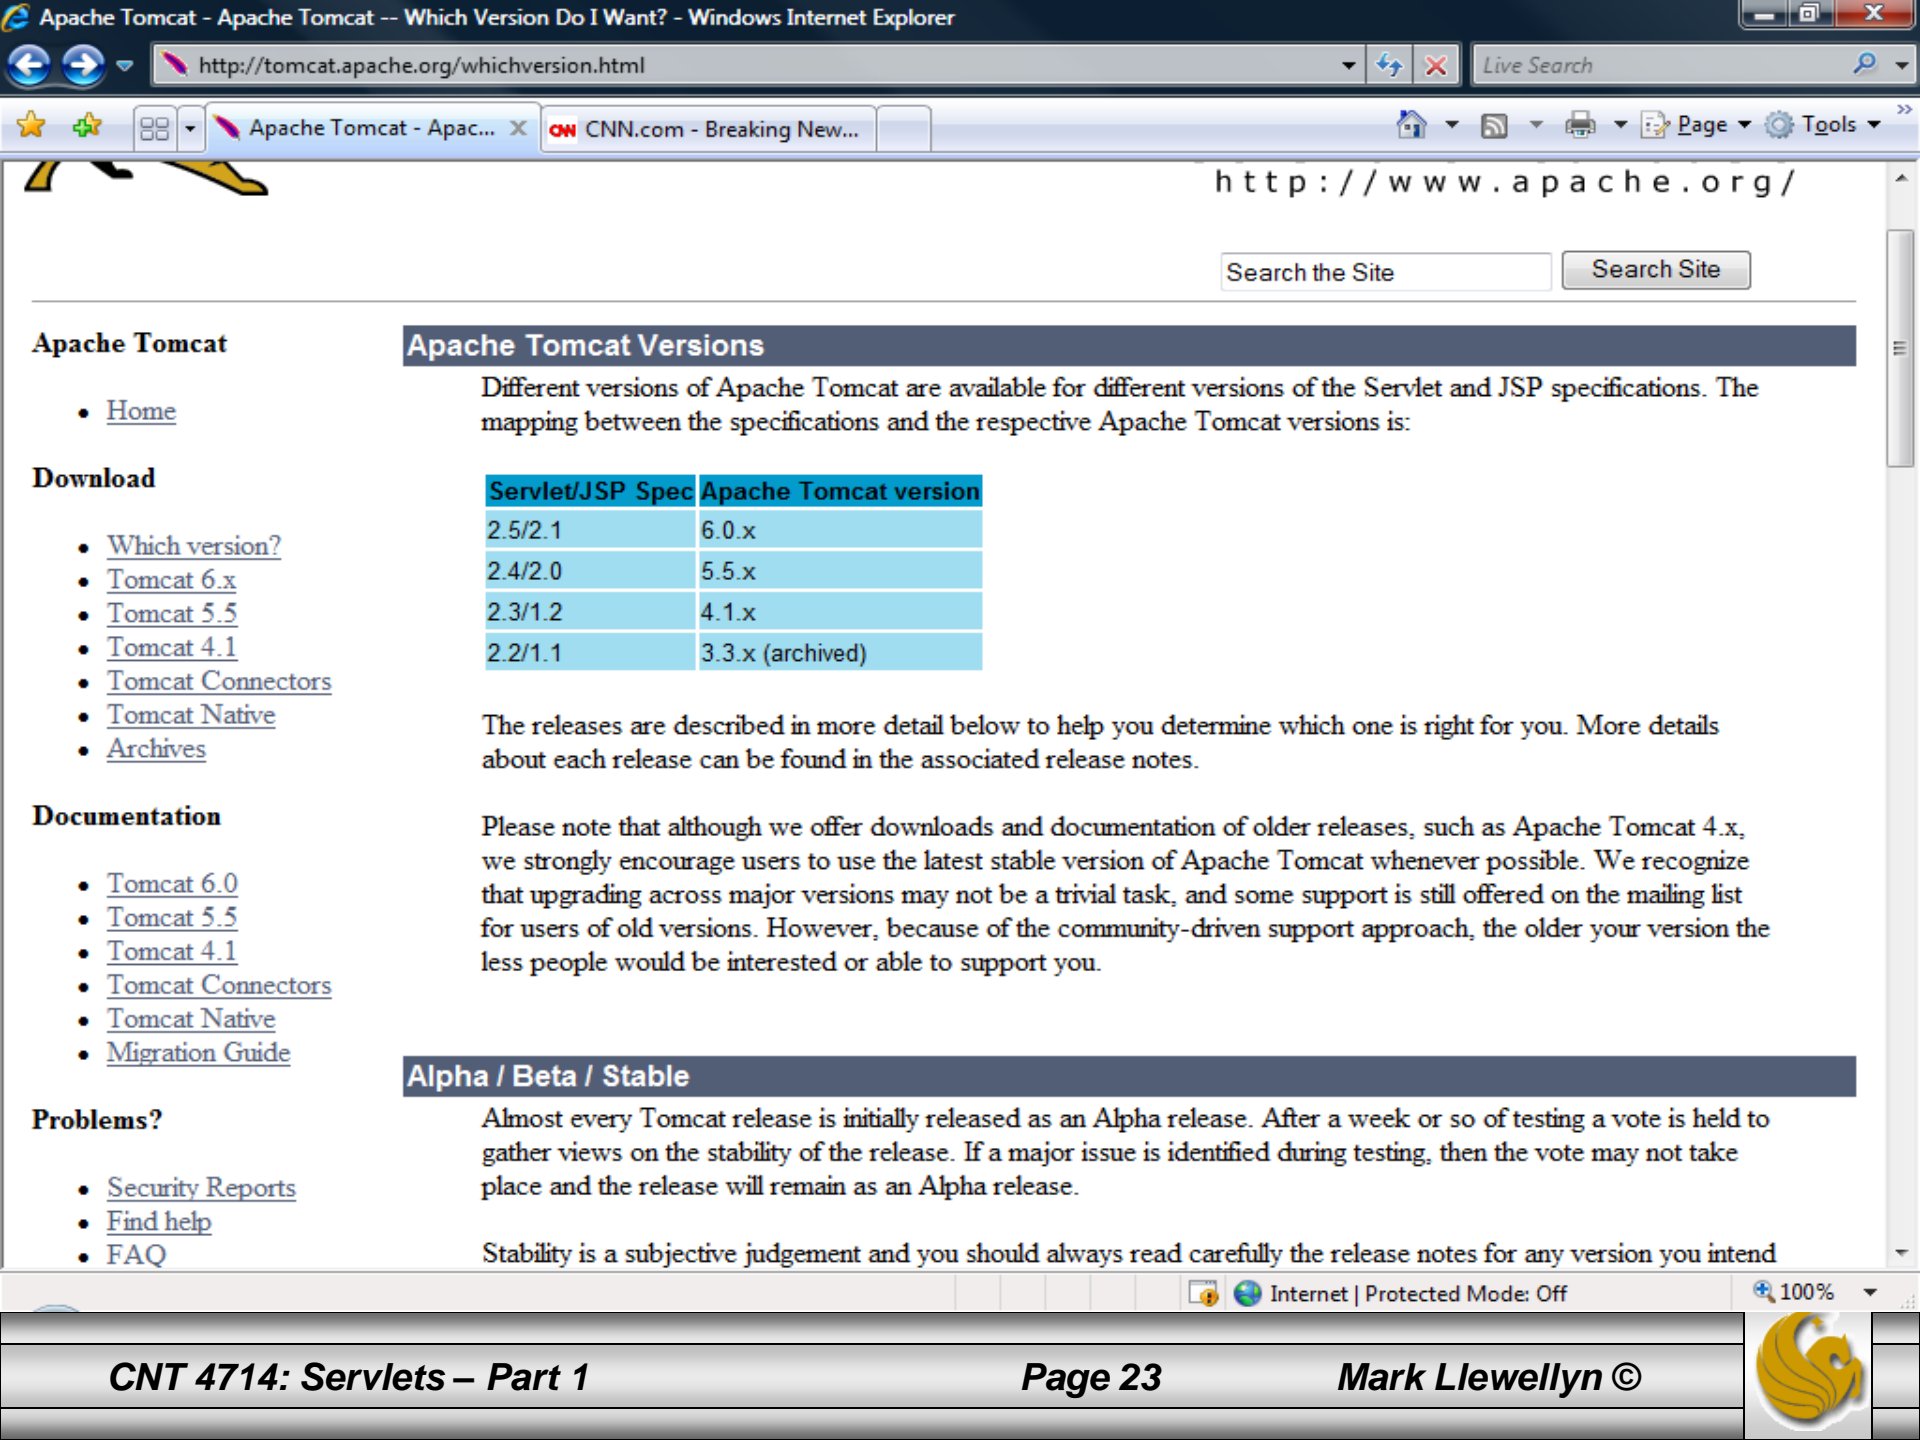 Apache Tomcat - Apache Tomcat -- Which Version Do I Want? - Windows Internet Explorer
http://tomcat.apache.org/whichversion.html
Live Search
Apache Tomcat - Apac...
CNN CNN.com - Breaking New...
Page
Tools
http://www.apache.org/
Search the Site
Search Site
Apache Tomcat
Home
Download
Which version?
Tomcat 6.x
Tomcat 5.5
Tomcat 4.1
Tomcat Connectors
Tomcat Native
Archives
Documentation
Tomcat 6.0
Tomcat 5.5
Tomcat 4.1
Tomcat Connectors
Tomcat Native
Migration Guide
Problems?
Security Reports
Find help
FAQ
Apache Tomcat Versions
Different versions of Apache Tomcat are available for different versions of the Servlet and JSP specifications. The
mapping between the specifications and the respective Apache Tomcat versions is:
Servlet/JSP Spec Apache Tomcat version
2.5/2.1 6.0.x
2.4/2.0 5.5.x
2.3/1.2 4.1.x
2.2/1.1 3.3.x (archived)
The releases are described in more detail below to help you determine which one is right for you. More details
about each release can be found in the associated release notes.
Please note that although we offer downloads and documentation of older releases, such as Apache Tomcat 4.x,
we strongly encourage users to use the latest stable version of Apache Tomcat whenever possible. We recognize
that upgrading across major versions may not be a trivial task, and some support is still offered on the mailing list
for users of old versions. However, because of the community-driven support approach, the older your version the
less people would be interested or able to support you.
Alpha / Beta / Stable
Almost every Tomcat release is initially released as an Alpha release. After a week or so of testing a vote is held to
gather views on the stability of the release. If a major issue is identified during testing, then the vote may not take
place and the release will remain as an Alpha release.
Stability is a subjective judgement and you should always read carefully the release notes for any version you intend
Internet | Protected Mode: Off
100%
CNT 4714: Servlets – Part 1
Page 23
Mark Llewellyn ©